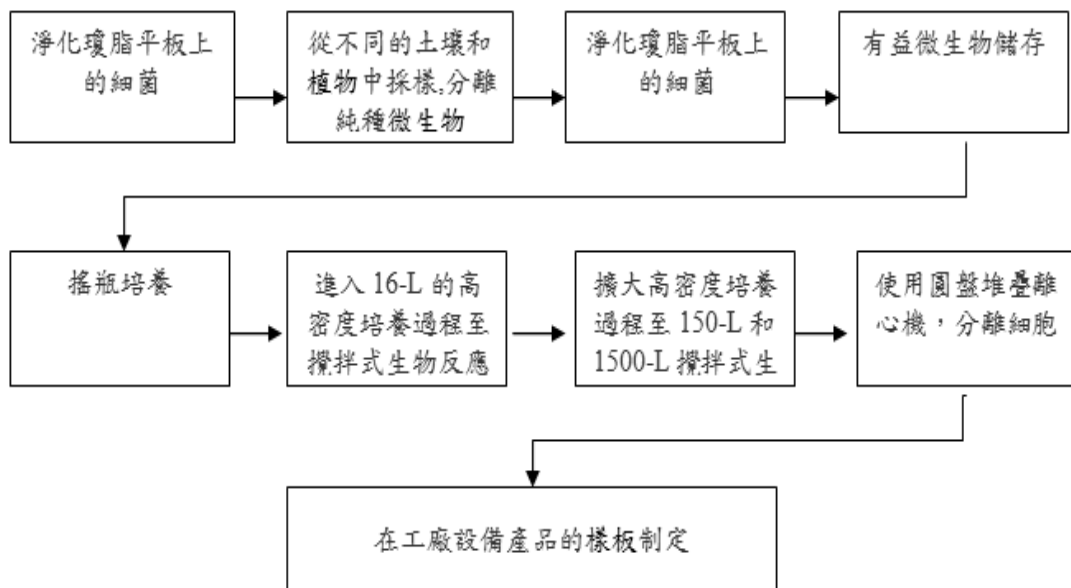 淨化瓊脂平板上
的細菌
從不同的土壤和
植物中採樣,分離
純種微生物
淨化瓊脂平板上
的細菌
有益微生物儲存
搖瓶培養
進入 16-L 的高
密度培養過程至
攪拌式生物反應
擴大高密度培養
過程至 150-L 和
1500-L 攪拌式生
使用圓盤堆疊離
心機，分離細胞
在工廠設備產品的樣板制定